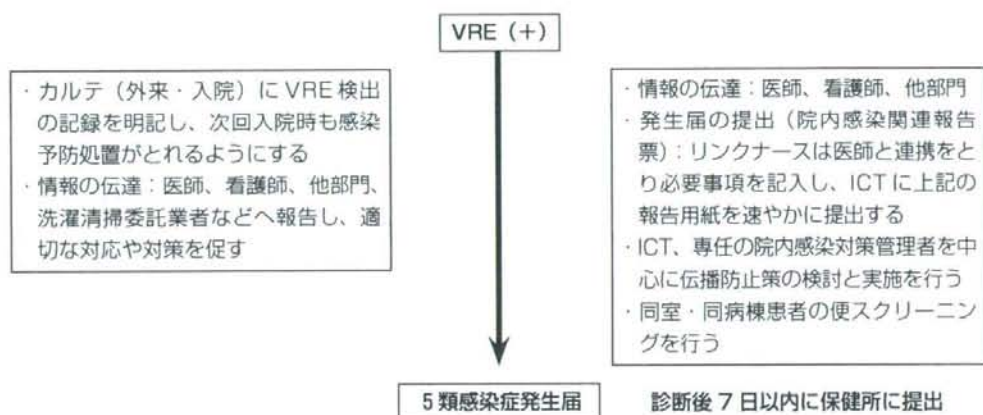 VRE（＋）
・カルテ（外来・入院）にVRE検出
の記録を明記し、次回入院時も感染
予防処置がとれるようにする
・情報の伝達：医師、看護師、他部門、
洗濯清掃委託業者などへ報告し、適
切な対応や対策を促す
・情報の伝達：医師、看護師、他部門
・発生届の提出（院内感染関連報告
票）：リンクナースは医師と連携をと
り必要事項を記入し、ICTに上記の
報告用紙を速やかに提出する
・ICT、専任の院内感染対策管理者を中
心に伝播防止策の検討と実施を行う
・同室・同病棟患者の便スクリーニン
グを行う
5類感染症発生届
診断後7日以内に保健所に提出